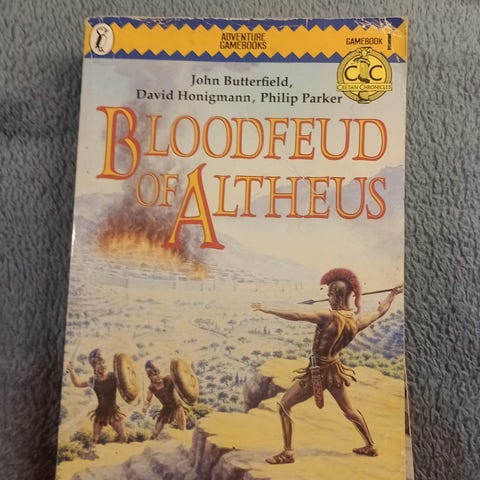 ADVENTURE
GAMEBOOKS
GAMEBOOK 1
CC
CRETAN CHRONICLES
John Butterfield,
David Honigmann, Philip Parker
BLOODFEUD
OF ALTHEUS